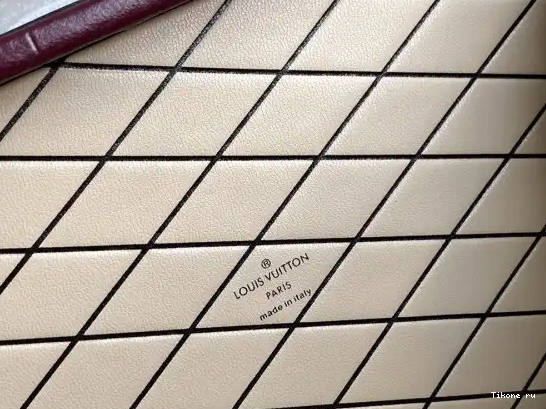 ®
LOUIS VUITTON
PARIS
made in italy
Tikone ru